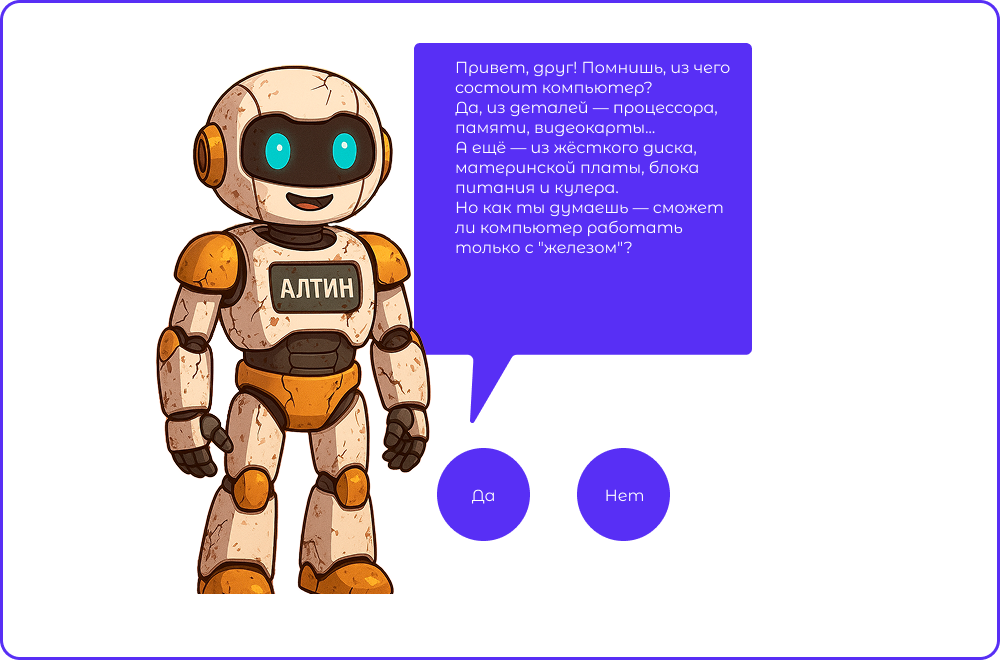 Привет, друг! Помнишь, из чего
состоит компьютер?
Да, из деталей — процессора,
памяти, видеокарты...
А ещё — из жёсткого диска,
материнской платы, блока
питания и кулера.
Но как ты думаешь — сможет
ли компьютер работать
только с "железом"?
АЛТИН
Да
Нет